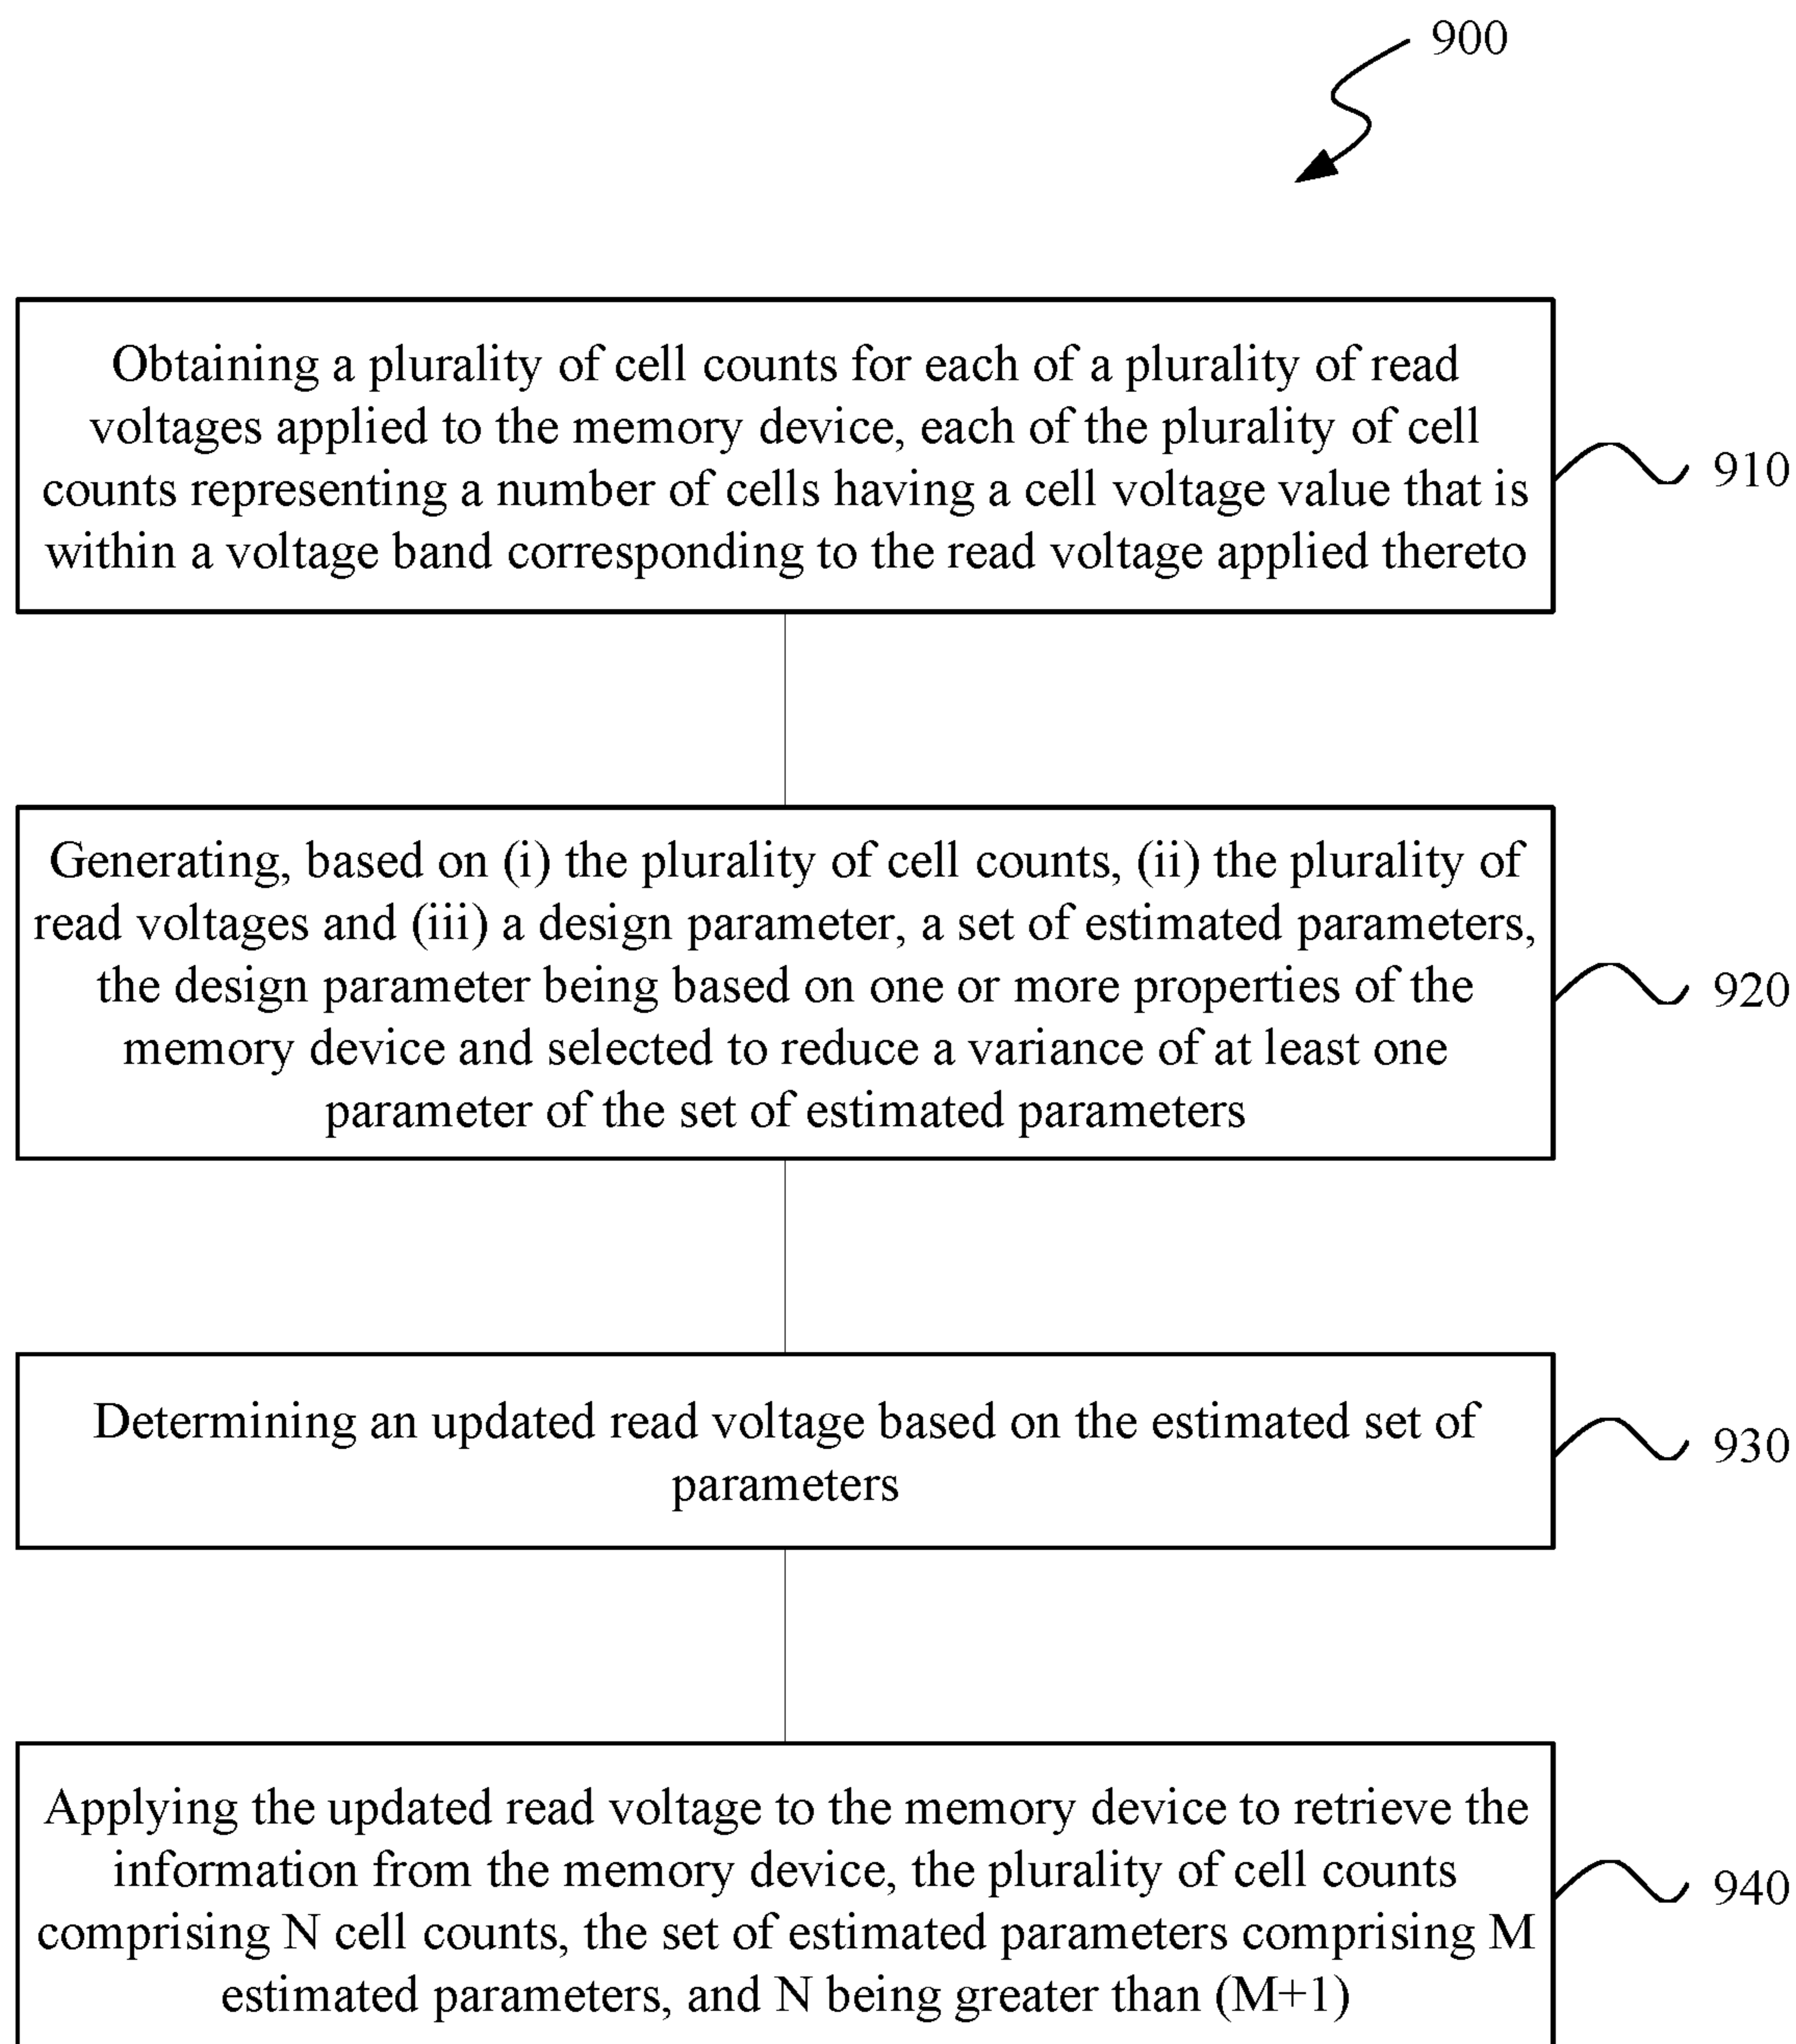 900
Obtaining a plurality of cell counts for each of a plurality of read
voltages applied to the memory device, each of the plurality of cell
counts representing a number of cells having a cell voltage value that is
within a voltage band corresponding to the read voltage applied thereto
910
Generating, based on (i) the plurality of cell counts, (ii) the plurality of
read voltages and (iii) a design parameter, a set of estimated parameters,
the design parameter being based on one or more properties of the
memory device and selected to reduce a variance of at least one
parameter of the set of estimated parameters
920
Determining an updated read voltage based on the estimated set of
parameters
930
Applying the updated read voltage to the memory device to retrieve the
information from the memory device, the plurality of cell counts
comprising N cell counts, the set of estimated parameters comprising M
estimated parameters, and N being greater than (M+1)
940